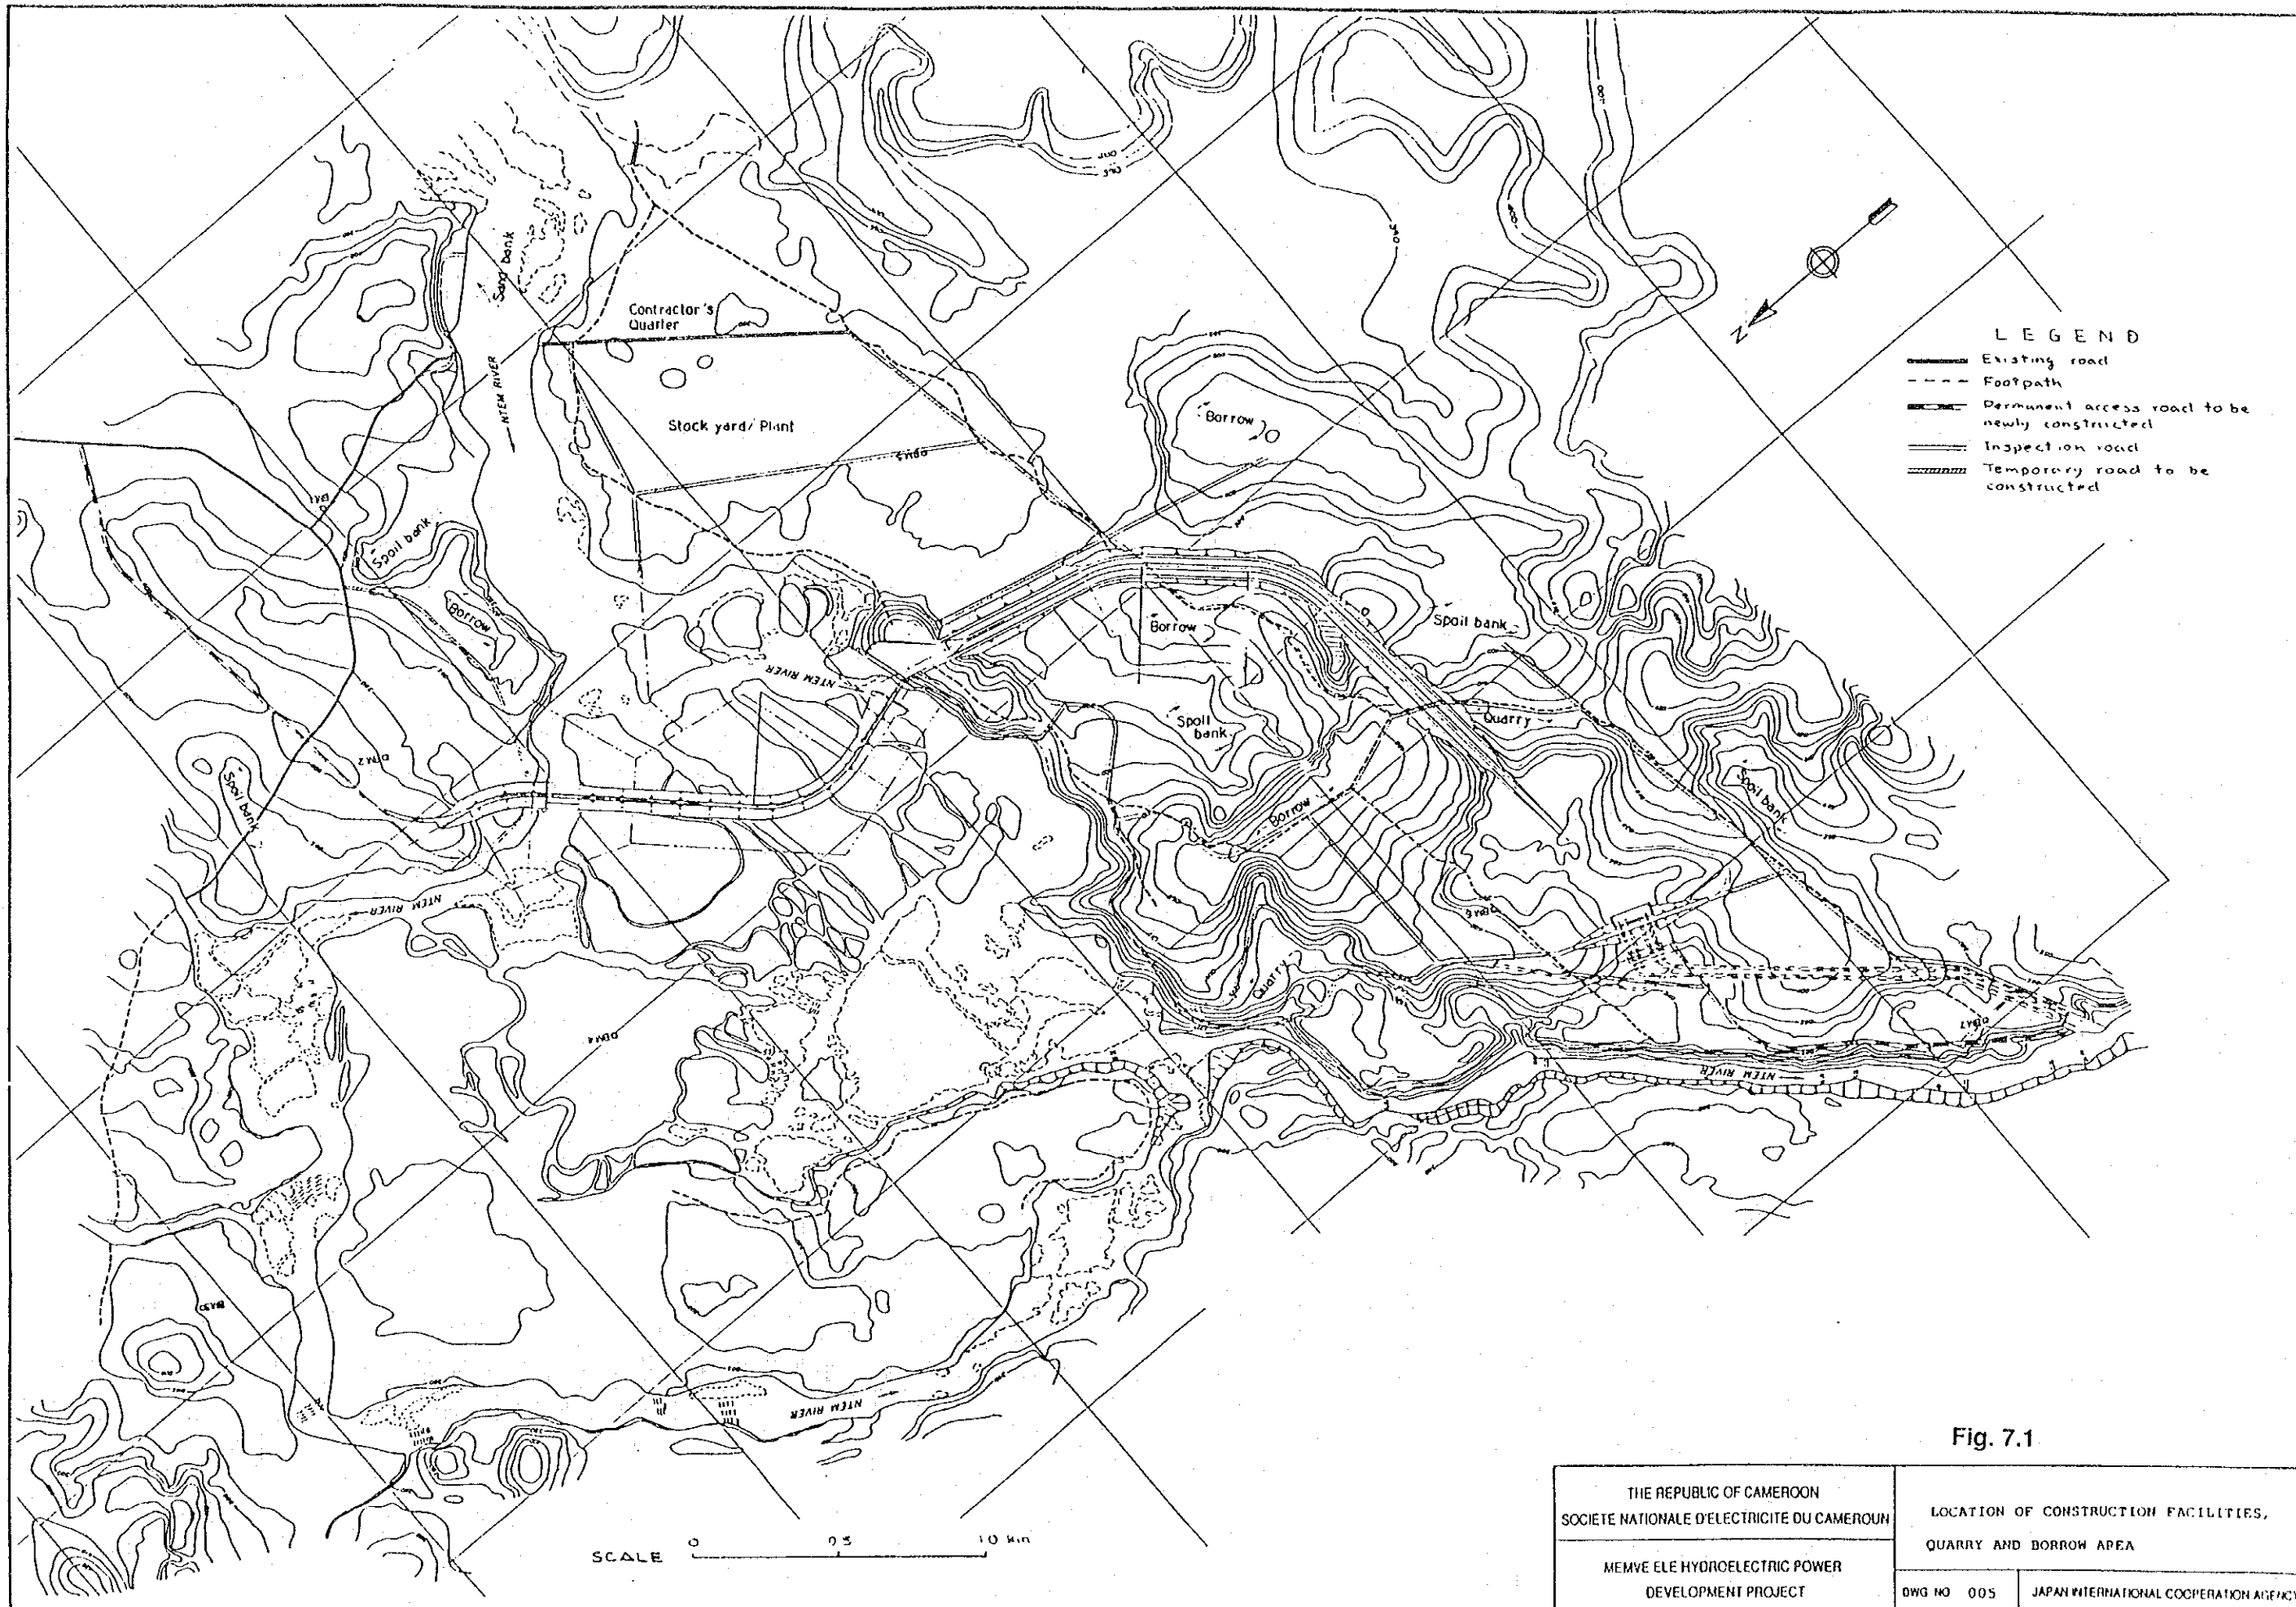 Sand bank
Contractor's
Quarter
NTEM RIVER
Stock yard/ Plant
Borrow
N
LEGEND
Existing road
Footpath
Permanent access road to be
newly constructed
Inspection road
Temporary road to be
constructed
Spoil bank
Borrow
Borrow
Spoil bank
NTEM RIVER
Spoil
bank
Quarry
Spoil bank
Spoil bank
Borrow
NTEM RIVER
Quarry
NTEM RIVER
NTEM RIVER
SCALE 0 0.5 1.0 km
Fig. 7.1
THE REPUBLIC OF CAMEROON
SOCIETE NATIONALE D'ELECTRICITE DU CAMEROUN
MEMVE ELE HYDROELECTRIC POWER
DEVELOPMENT PROJECT
LOCATION OF CONSTRUCTION FACILITIES,
QUARRY AND BORROW AREA
DWG NO 005
JAPAN INTERNATIONAL COOPERATION AGENCY